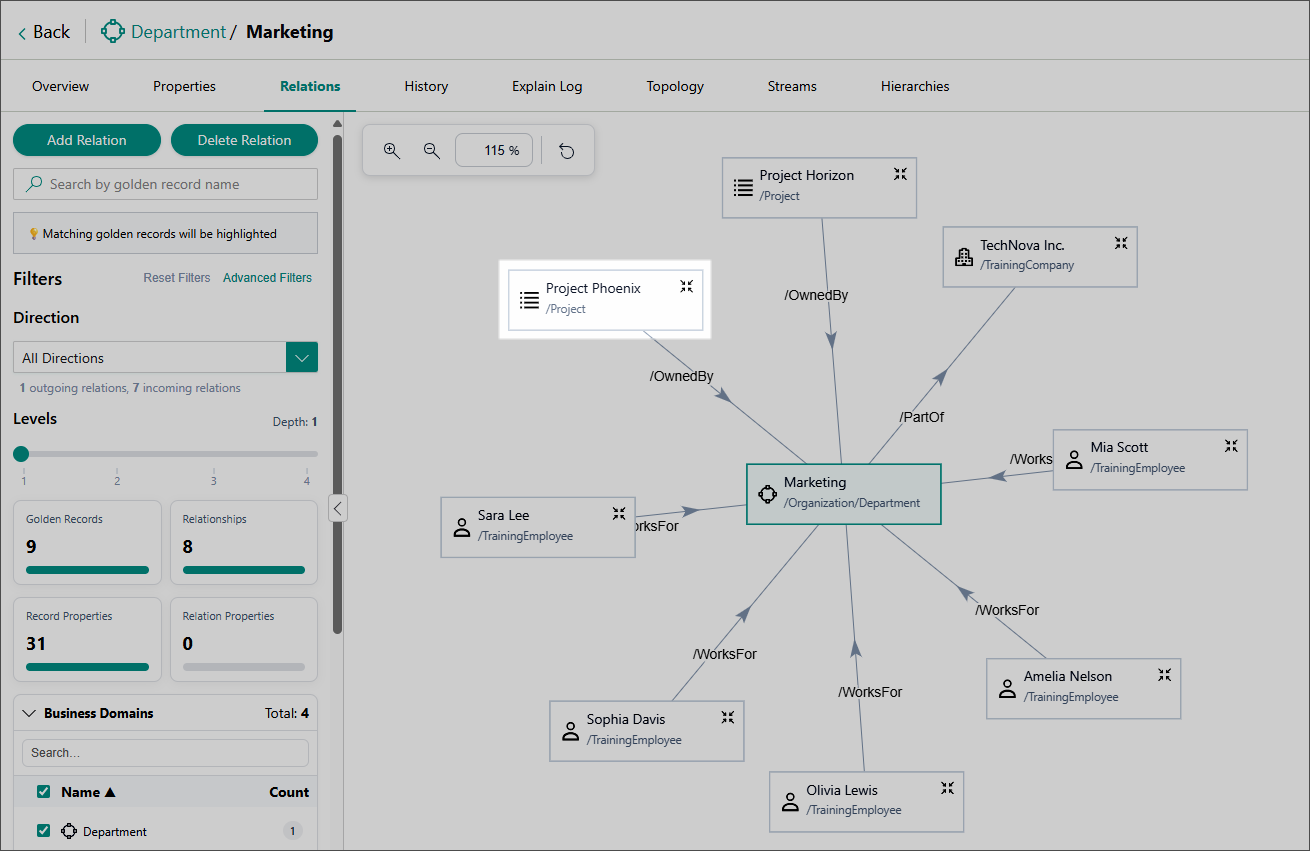 Back
Department / Marketing
Overview
Properties
Relations
History
Explain Log
Topology
Streams
Hierarchies
Add Relation
Delete Relation
Search by golden record name
Matching golden records will be highlighted
Filters
Reset Filters
Advanced Filters
Direction
All Directions
1 outgoing relations, 7 incoming relations
Levels
Depth: 1
1
2
3
4
Golden Records
9
Relationships
8
Record Properties
31
Relation Properties
0
Business Domains
Total: 4
Search...
Name ▲
Count
Department
1
115 %
Project Horizon
/Project
TechNova Inc.
/TrainingCompany
Project Phoenix
/Project
/OwnedBy
/OwnedBy
/PartOf
Mia Scott
/TrainingEmployee
/Works
Marketing
/Organization/Department
Sara Lee
/TrainingEmployee
orksFor
/WorksFor
/WorksFor
/WorksFor
Amelia Nelson
/TrainingEmployee
Sophia Davis
/TrainingEmployee
Olivia Lewis
/TrainingEmployee